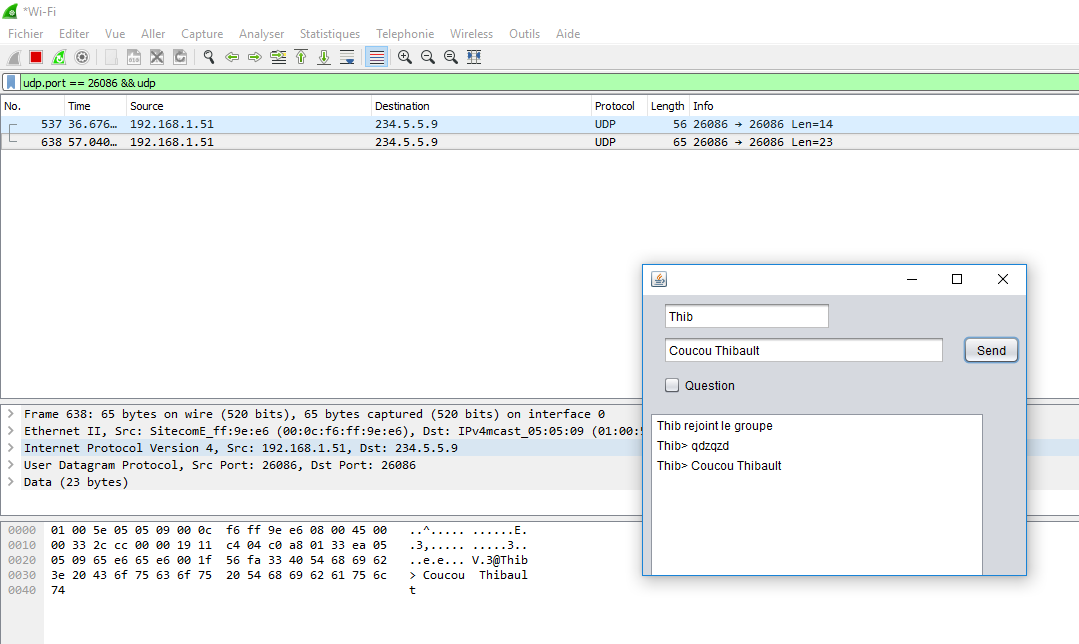 *Wi-Fi
Fichier Editer Vue Aller Capture Analyser Statistiques Telephonie Wireless Outils Aide
udp.port == 26086 && udp
No. Time Source Destination Protocol Length Info
537 36.676… 192.168.1.51 234.5.5.9 UDP 56 26086 → 26086 Len=14
638 57.040… 192.168.1.51 234.5.5.9 UDP 65 26086 → 26086 Len=23
Thib
Coucou Thibault Send
Question
Thib rejoint le groupe
Thib> qdzqzd
Thib> Coucou Thibault
Frame 638: 65 bytes on wire (520 bits), 65 bytes captured (520 bits) on interface 0
Ethernet II, Src: SitecomE_ff:9e:e6 (00:0c:f6:ff:9e:e6), Dst: IPv4mcast_05:05:09 (01:00:
Internet Protocol Version 4, Src: 192.168.1.51, Dst: 234.5.5.9
User Datagram Protocol, Src Port: 26086, Dst Port: 26086
Data (23 bytes)
0000 01 00 5e 05 05 09 00 0c f6 ff 9e e6 08 00 45 00 ..^..... ......E.
0010 00 33 2c cc 00 00 19 11 c4 04 c0 a8 01 33 ea 05 .3,..... .....3..
0020 05 09 65 e6 65 e6 00 1f 56 fa 33 40 54 68 69 62 ..e.e... V.3@Thib
0030 3e 20 43 6f 75 63 6f 75 20 54 68 69 62 61 75 6c > Coucou Thibaul
0040 74 t